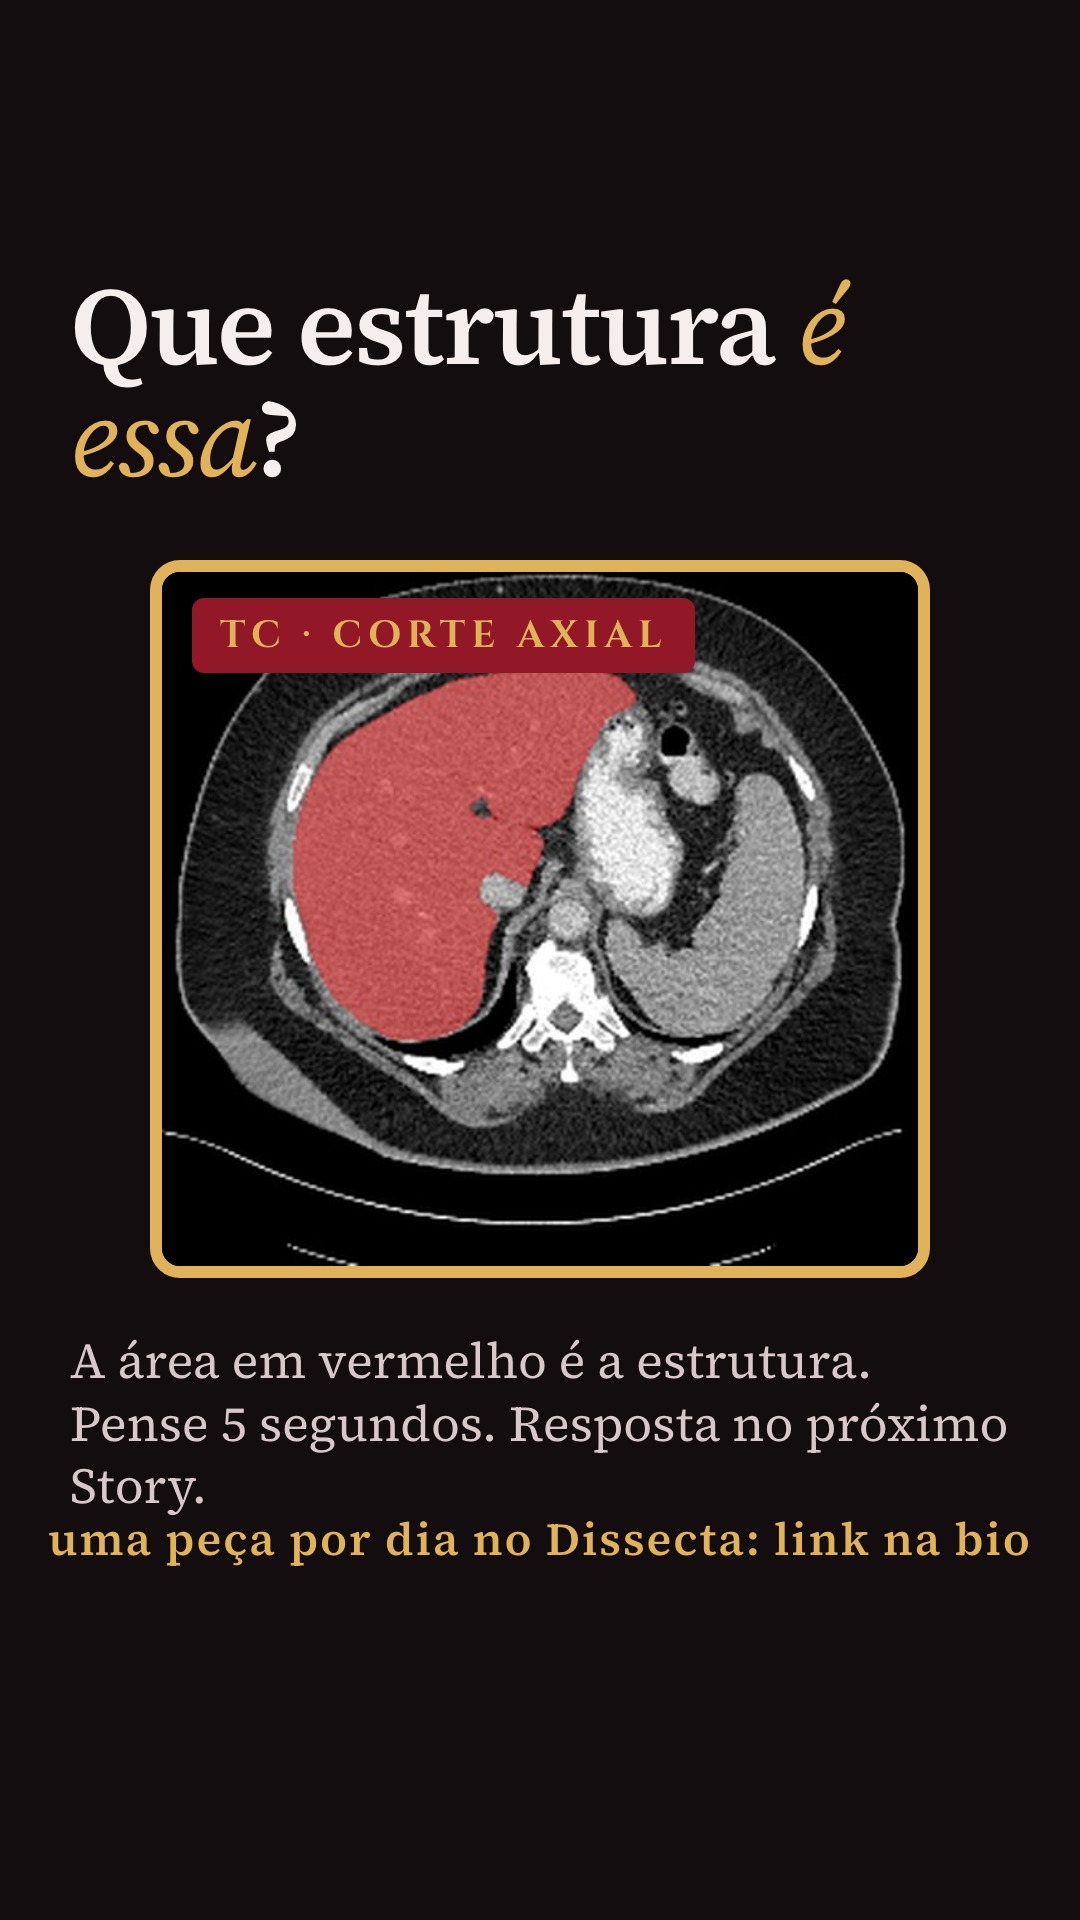 Que estrutura é
essa?
TC · CORTE AXIAL
A área em vermelho é a estrutura.
Pense 5 segundos. Resposta no próximo
Story.
uma peça por dia no Dissecta: link na bio